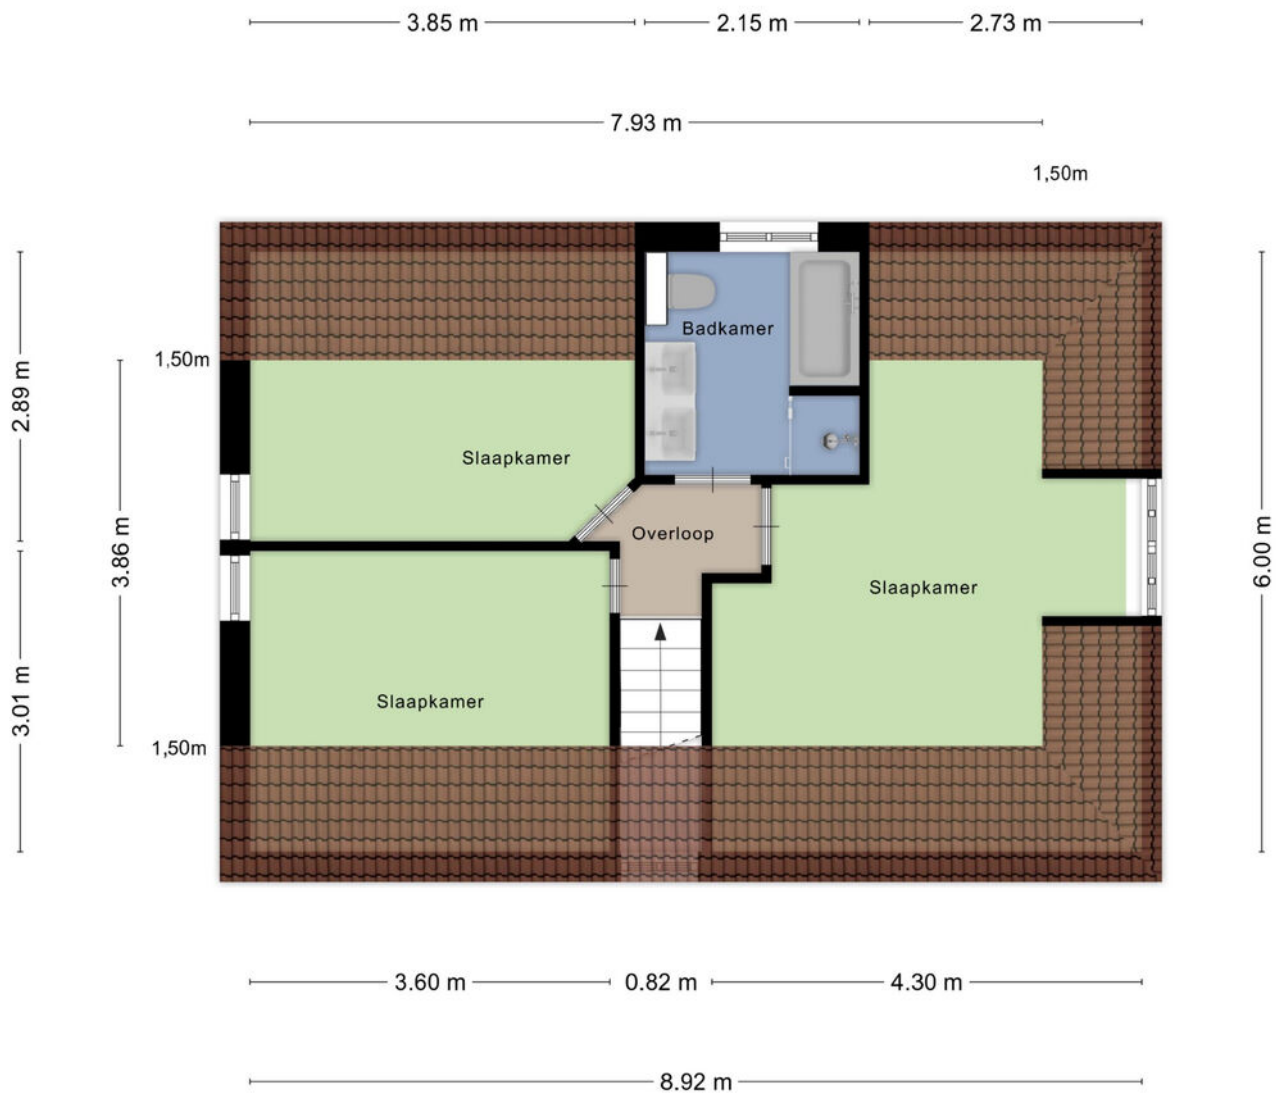 3.85 m 2.15 m 2.73 m
7.93 m
1,50m
Badkamer
1,50m
2.89 m
Slaapkamer
Overloop
3.86 m
6.00 m
Slaapkamer
3.01 m
Slaapkamer
1,50m
3.60 m 0.82 m 4.30 m
8.92 m